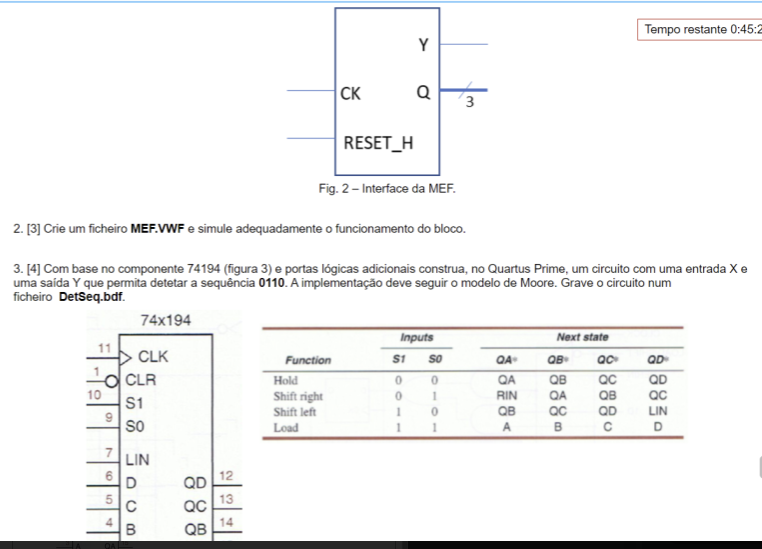 Tempo restante 0:45:2
Y
CK
Q
3
RESET_H
Fig. 2 – Interface da MEF.
2. [3] Crie um ficheiro MEF.VWF e simule adequadamente o funcionamento do bloco.
3. [4] Com base no componente 74194 (figura 3) e portas lógicas adicionais construa, no Quartus Prime, um circuito com uma entrada X e
uma saída Y que permita detetar a sequência 0110. A implementação deve seguir o modelo de Moore. Grave o circuito num
ficheiro DetSeq.bdf.
74x194
11 CLK
1 CLR
10 S1
9 S0
7 LIN
6 D QD 12
5 C QC 13
4 B QB 14
Inputs Next state
Function S1 S0 QA* QB* QC* QD*
Hold 0 0 QA QB QC QD
Shift right 0 1 RIN QA QB QC
Shift left 1 0 QB QC QD LIN
Load 1 1 A B C D